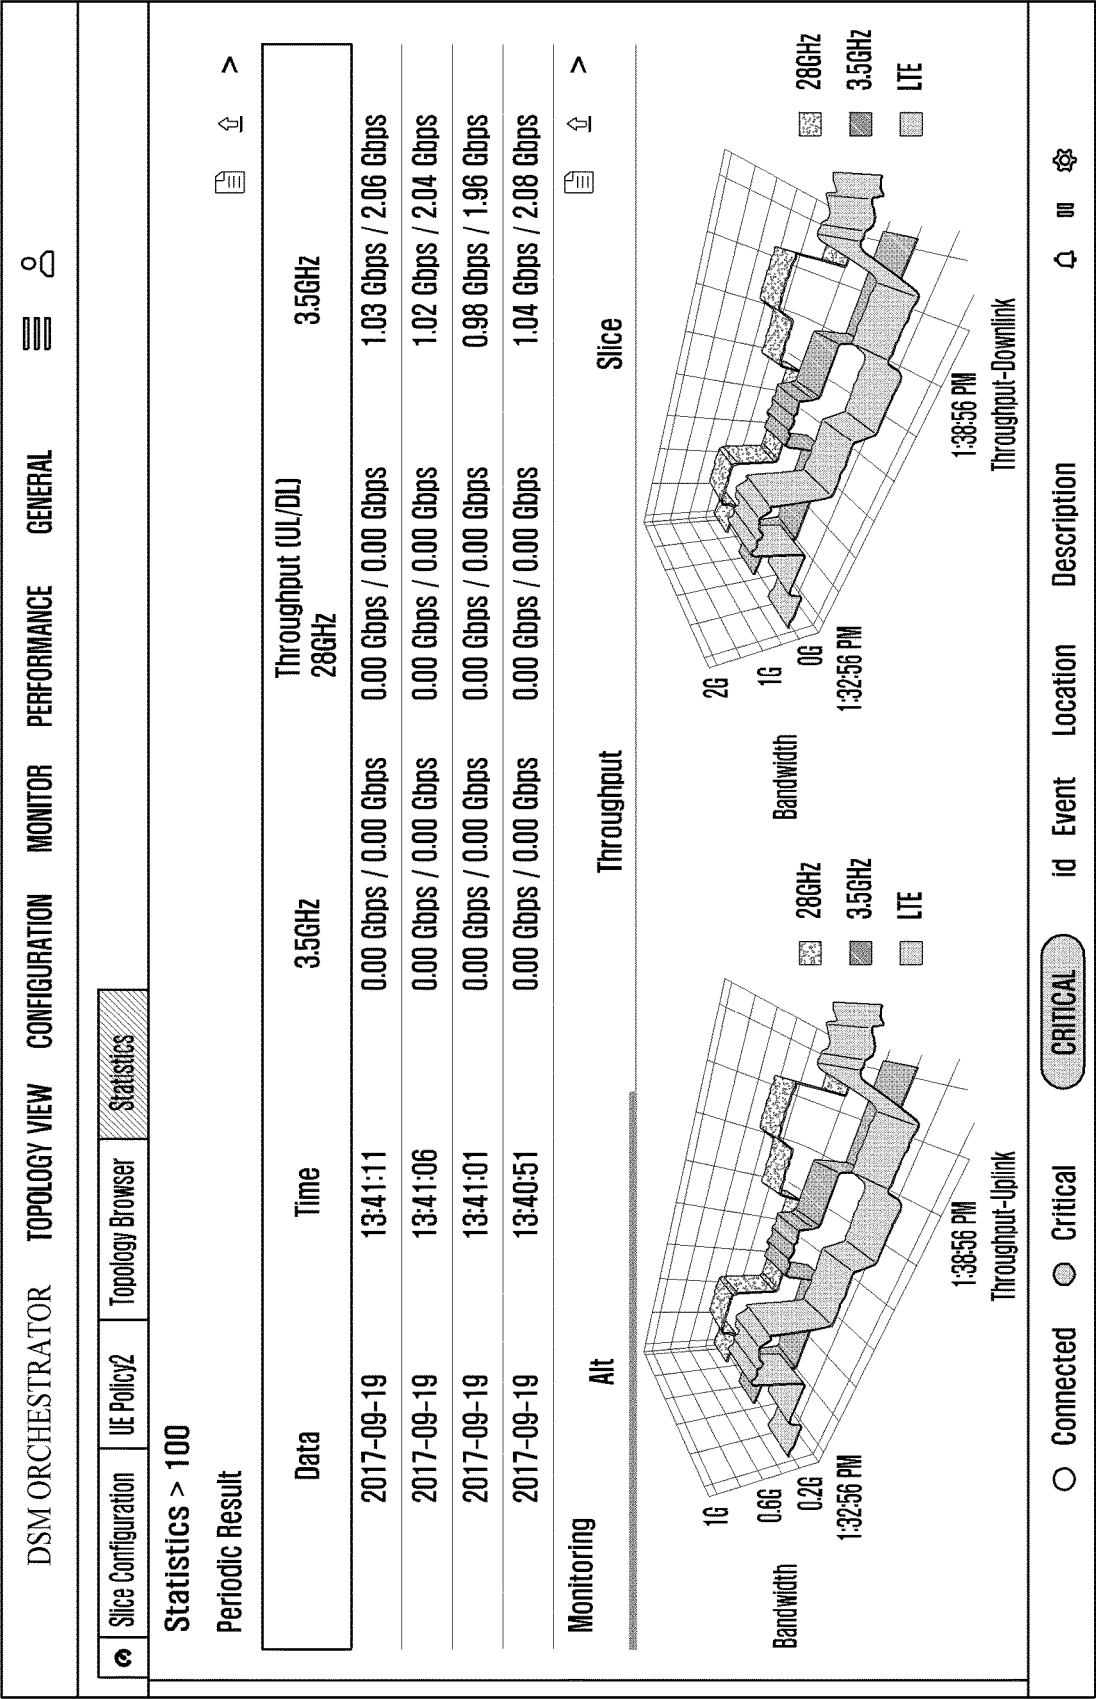 DSM ORCHESTRATOR TOPOLOGY VIEW CONFIGURATION MONITOR PERFORMANCE GENERAL
Slice Configuration UE Policy2 Topology Browser Statistics
Statistics > 100
Periodic Result >
Throughput (UL/DL)
Data Time 3.5GHz 28GHz 3.5GHz
2017-09-19 13:41:11 0.00 Gbps / 0.00 Gbps 0.00 Gbps / 0.00 Gbps 1.03 Gbps / 2.06 Gbps
2017-09-19 13:41:06 0.00 Gbps / 0.00 Gbps 0.00 Gbps / 0.00 Gbps 1.02 Gbps / 2.04 Gbps
2017-09-19 13:41:01 0.00 Gbps / 0.00 Gbps 0.00 Gbps / 0.00 Gbps 0.98 Gbps / 1.96 Gbps
2017-09-19 13:40:51 0.00 Gbps / 0.00 Gbps 0.00 Gbps / 0.00 Gbps 1.04 Gbps / 2.08 Gbps
Monitoring >
Alt Throughput Slice
Bandwidth
1G
0.6G
0.2G
1:32:56 PM
1:38:56 PM
Throughput-Uplink
28GHz
3.5GHz
LTE
Bandwidth
2G
1G
0G
1:32:56 PM
1:38:56 PM
Throughput-Downlink
28GHz
3.5GHz
LTE
Connected Critical CRITICAL id Event Location Description